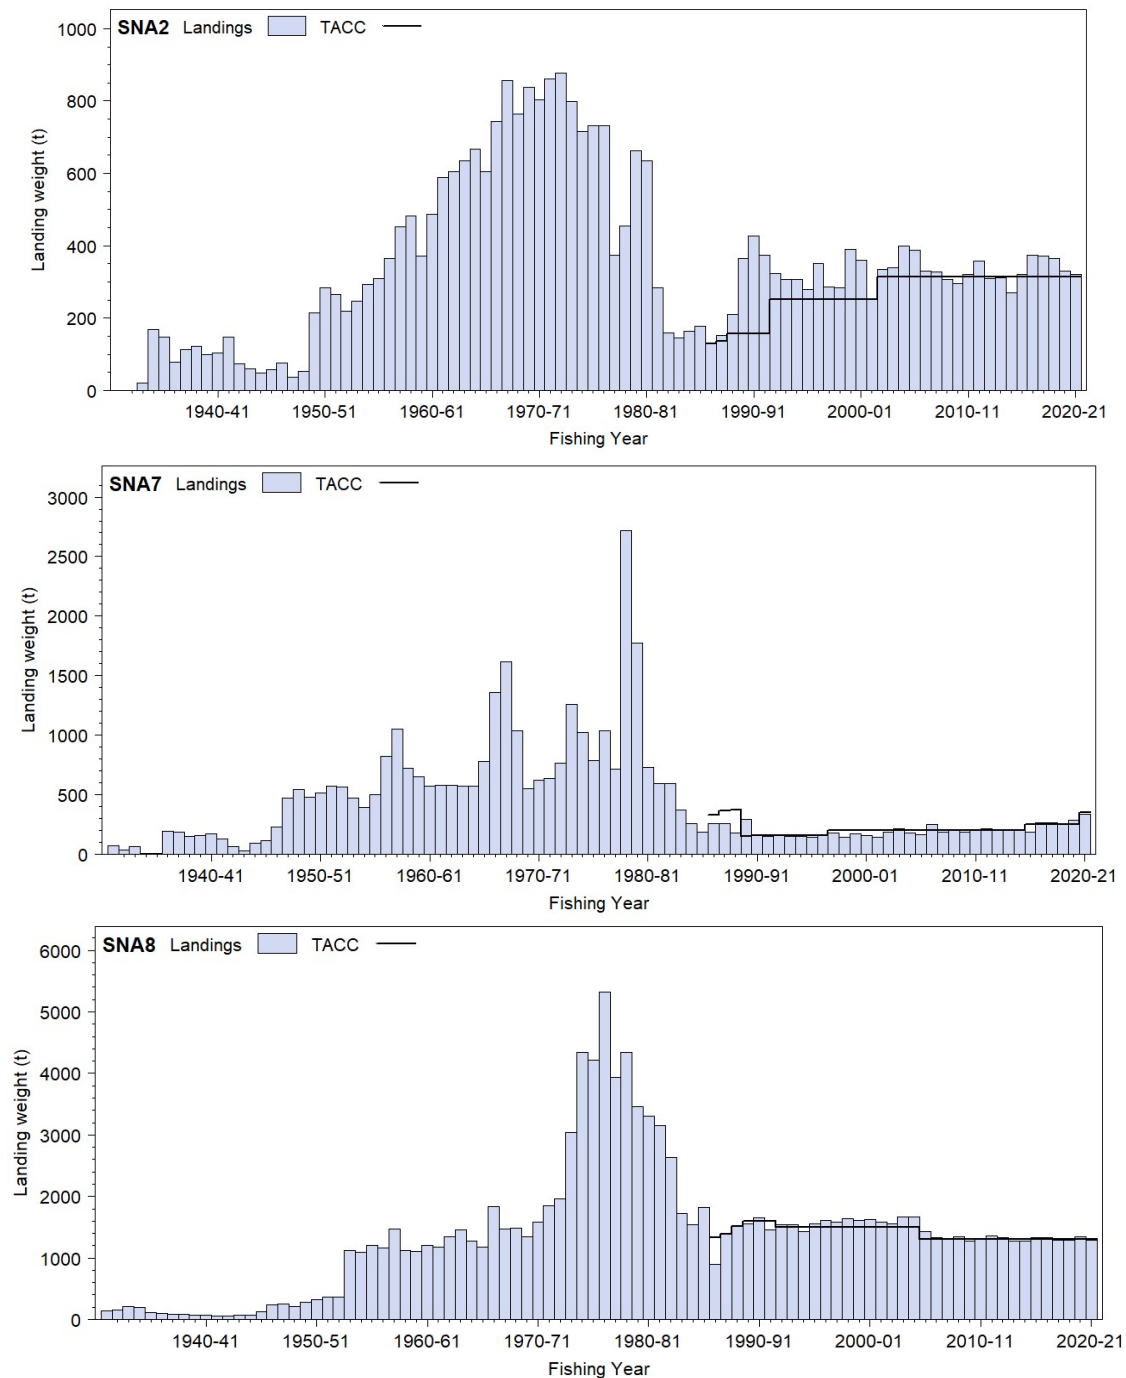 SNA2 Landings TACC
1000
800
600
400
200
0
Landing weight (t)
1940-41 1950-51 1960-61 1970-71 1980-81 1990-91 2000-01 2010-11 2020-21
Fishing Year
SNA7 Landings TACC
3000
2500
2000
1500
1000
500
0
Landing weight (t)
1940-41 1950-51 1960-61 1970-71 1980-81 1990-91 2000-01 2010-11 2020-21
Fishing Year
SNA8 Landings TACC
6000
5000
4000
3000
2000
1000
0
Landing weight (t)
1940-41 1950-51 1960-61 1970-71 1980-81 1990-91 2000-01 2010-11 2020-21
Fishing Year